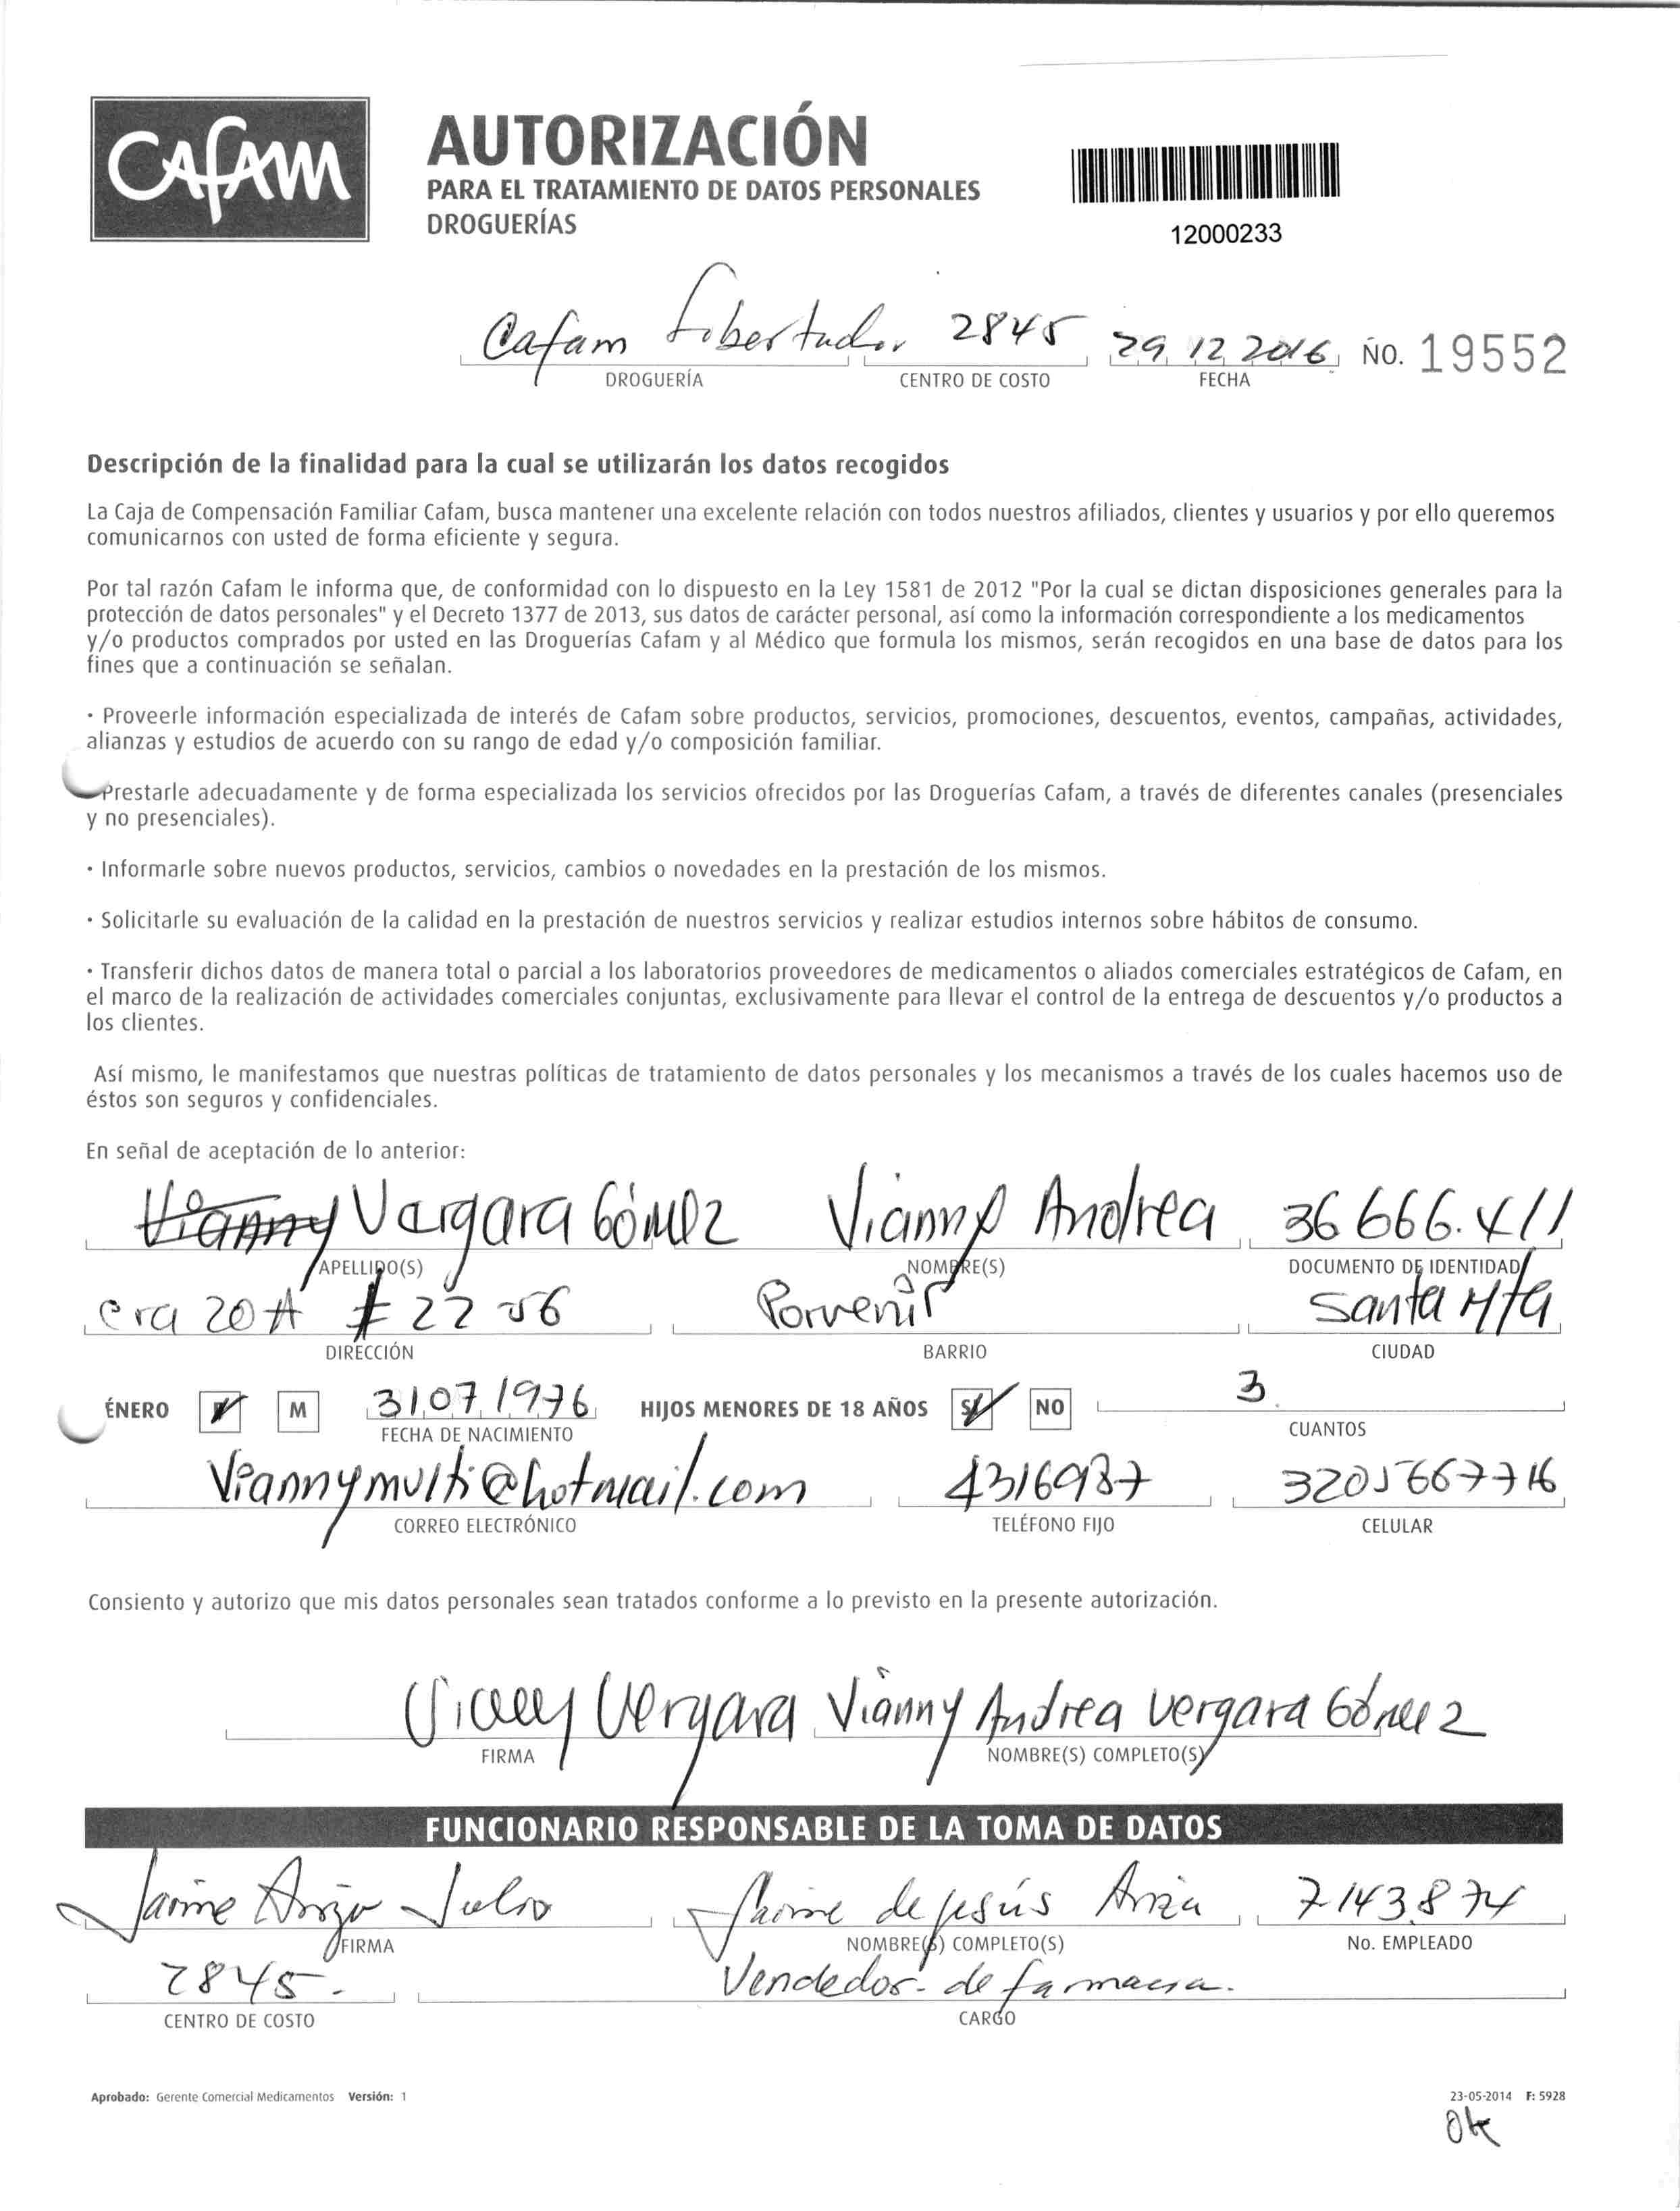 CAFAM
AUTORIZACIÓN
PARA EL TRATAMIENTO DE DATOS PERSONALES
DROGUERÍAS
12000233
Cafam Libertador 2845 29 12 2016 ÑO. 19552
DROGUERÍA CENTRO DE COSTO FECHA
Descripción de la finalidad para la cual se utilizarán los datos recogidos
La Caja de Compensación Familiar Cafam, busca mantener una excelente relación con todos nuestros afiliados, clientes y usuarios y por ello queremos
comunicarnos con usted de forma eficiente y segura.
Por tal razón Cafam le informa que, de conformidad con lo dispuesto en la Ley 1581 de 2012 "Por la cual se dictan disposiciones generales para la
protección de datos personales" y el Decreto 1377 de 2013, sus datos de carácter personal, así como la información correspondiente a los medicamentos
y/o productos comprados por usted en las Droguerías Cafam y al Médico que formula los mismos, serán recogidos en una base de datos para los
fines que a continuación se señalan.
· Proveerle información especializada de interés de Cafam sobre productos, servicios, promociones, descuentos, eventos, campañas, actividades,
alianzas y estudios de acuerdo con su rango de edad y/o composición familiar.
Prestarle adecuadamente y de forma especializada los servicios ofrecidos por las Droguerías Cafam, a través de diferentes canales (presenciales
y no presenciales).
· Informarle sobre nuevos productos, servicios, cambios o novedades en la prestación de los mismos.
· Solicitarle su evaluación de la calidad en la prestación de nuestros servicios y realizar estudios internos sobre hábitos de consumo.
· Transferir dichos datos de manera total o parcial a los laboratorios proveedores de medicamentos o aliados comerciales estratégicos de Cafam, en
el marco de la realización de actividades comerciales conjuntas, exclusivamente para llevar el control de la entrega de descuentos y/o productos a
los clientes.
Así mismo, le manifestamos que nuestras políticas de tratamiento de datos personales y los mecanismos a través de los cuales hacemos uso de
éstos son seguros y confidenciales.
En señal de aceptación de lo anterior:
Vianny Vergara Gómez Vianny Andrea 36 666.411
APELLIDO(S) NOMBRE(S) DOCUMENTO DE IDENTIDAD
cra 20 A # 22 56 Porvenir Santa Mta
DIRECCIÓN BARRIO CIUDAD
ÉNERO F M 31 07 1976 HIJOS MENORES DE 18 AÑOS SI NO 3
FECHA DE NACIMIENTO CUANTOS
Viannymulti@hotmail.com 4316987 3205667716
CORREO ELECTRÓNICO TELÉFONO FIJO CELULAR
Consiento y autorizo que mis datos personales sean tratados conforme a lo previsto en la presente autorización.
Vergara Vianny Andrea Vergara Gómez
FIRMA NOMBRE(S) COMPLETO(S)
FUNCIONARIO RESPONSABLE DE LA TOMA DE DATOS
Jaime Ariza Julio Jaime de jesús Ariza 7143.874
FIRMA NOMBRE(S) COMPLETO(S) No. EMPLEADO
2845. Vendedor de farmacia.
CENTRO DE COSTO CARGO
Aprobado: Gerente Comercial Medicamentos Versión: 1 23-05-2014 F: 5928
Ok